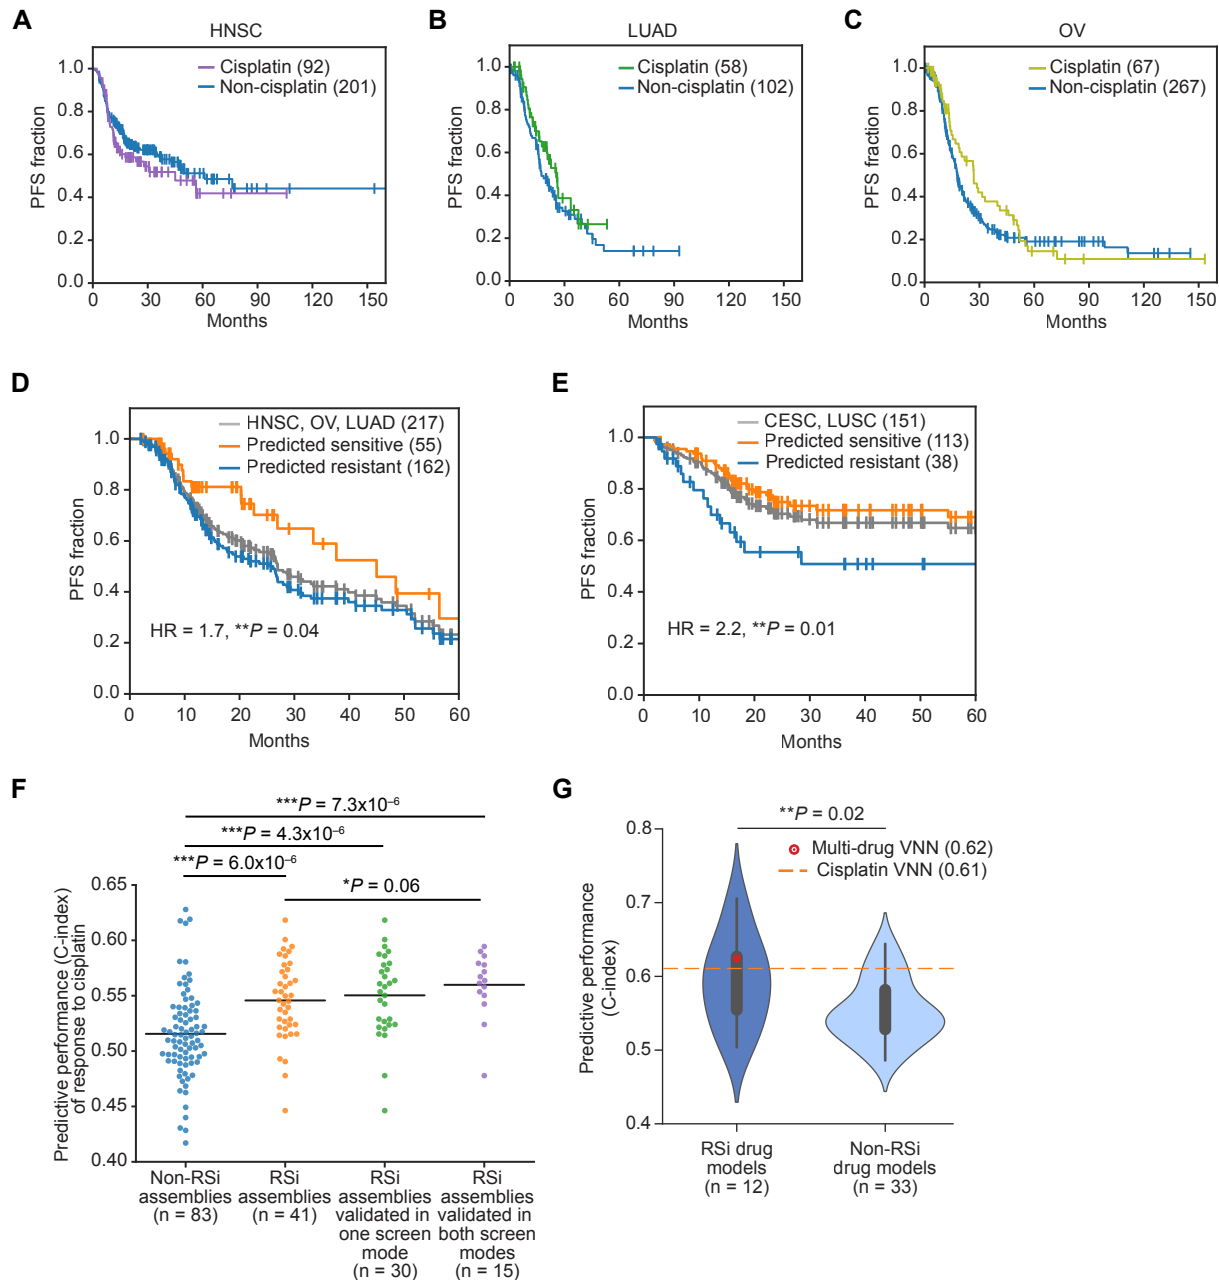 A
HNSC
Cisplatin (92)
Non-cisplatin (201)
PFS fraction
1.0
0.8
0.6
0.4
0.2
0.0
0 30 60 90 120 150
Months
B
LUAD
Cisplatin (58)
Non-cisplatin (102)
PFS fraction
1.0
0.8
0.6
0.4
0.2
0.0
0 30 60 90 120 150
Months
C
OV
Cisplatin (67)
Non-cisplatin (267)
PFS fraction
1.0
0.8
0.6
0.4
0.2
0.0
0 30 60 90 120 150
Months
D
HNSC, OV, LUAD (217)
Predicted sensitive (55)
Predicted resistant (162)
PFS fraction
1.0
0.8
0.6
0.4
0.2
0.0
HR = 1.7, **P = 0.04
0 10 20 30 40 50 60
Months
E
CESC, LUSC (151)
Predicted sensitive (113)
Predicted resistant (38)
PFS fraction
1.0
0.8
0.6
0.4
0.2
0.0
HR = 2.2, **P = 0.01
0 10 20 30 40 50 60
Months
F
***P = 7.3x10⁻⁶
***P = 4.3x10⁻⁶
***P = 6.0x10⁻⁶
*P = 0.06
Predictive performance (C-index)
of response to cisplatin
0.65
0.60
0.55
0.50
0.45
0.40
Non-RSi
assemblies
(n = 83)
RSi
assemblies
(n = 41)
RSi
assemblies
validated in
one screen
mode
(n = 30)
RSi
assemblies
validated in
both screen
modes
(n = 15)
G
**P = 0.02
Multi-drug VNN (0.62)
Cisplatin VNN (0.61)
Predictive performance
(C-index)
0.8
0.7
0.6
0.5
0.4
RSi drug
models
(n = 12)
Non-RSi
drug models
(n = 33)